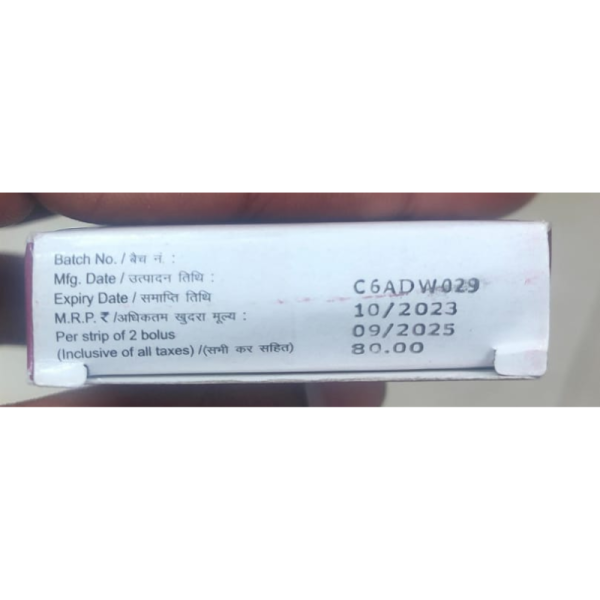 Batch No. / बैच नं. :
Mfg. Date / उत्पादन तिथि :
Expiry Date / समाप्ति तिथि
M.R.P. ₹ /अधिकतम खुदरा मूल्य :
Per strip of 2 bolus
(Inclusive of all taxes) /(सभी कर सहित)
C6ADW029
10/2023
09/2025
80.00